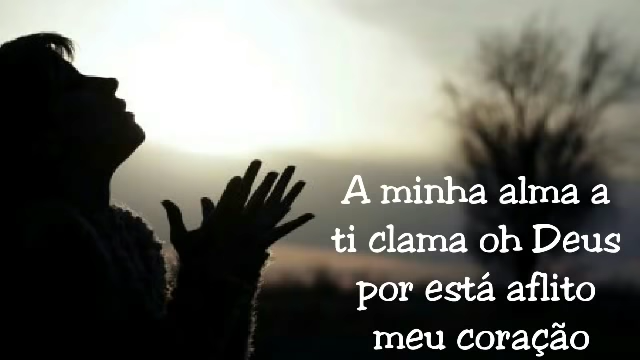 A minha alma a
ti clama oh Deus
por está aflito
meu coração